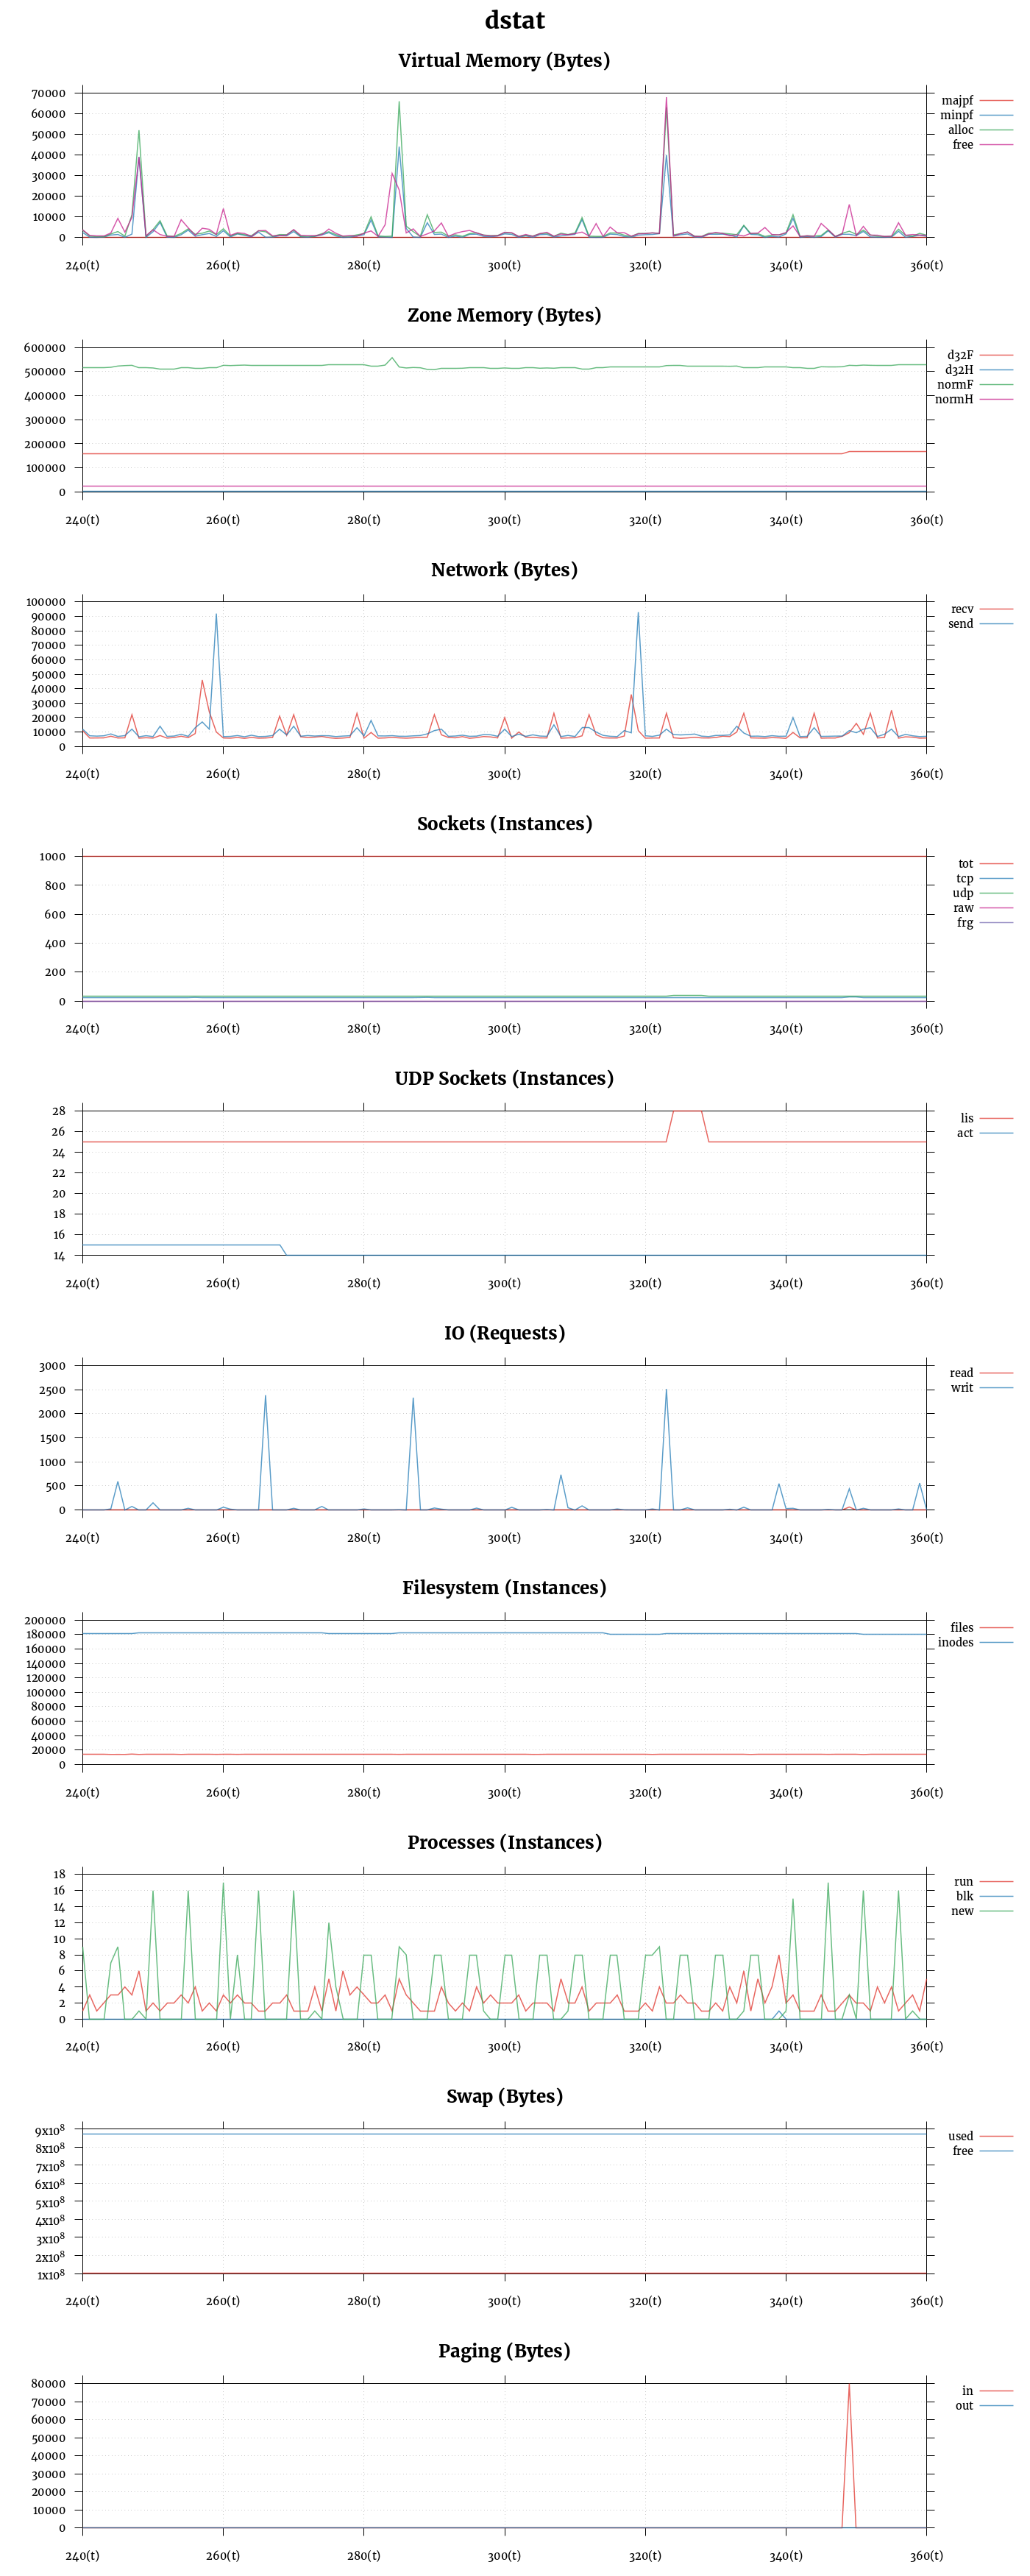 dstat
Virtual Memory (Bytes)
70000
60000
50000
40000
30000
20000
10000
0
240(t) 260(t) 280(t) 300(t) 320(t) 340(t) 360(t)
majpf
minpf
alloc
free
Zone Memory (Bytes)
600000
500000
400000
300000
200000
100000
0
240(t) 260(t) 280(t) 300(t) 320(t) 340(t) 360(t)
d32F
d32H
normF
normH
Network (Bytes)
100000
90000
80000
70000
60000
50000
40000
30000
20000
10000
0
240(t) 260(t) 280(t) 300(t) 320(t) 340(t) 360(t)
recv
send
Sockets (Instances)
1000
800
600
400
200
0
240(t) 260(t) 280(t) 300(t) 320(t) 340(t) 360(t)
tot
tcp
udp
raw
frg
UDP Sockets (Instances)
28
26
24
22
20
18
16
14
240(t) 260(t) 280(t) 300(t) 320(t) 340(t) 360(t)
lis
act
IO (Requests)
3000
2500
2000
1500
1000
500
0
240(t) 260(t) 280(t) 300(t) 320(t) 340(t) 360(t)
read
writ
Filesystem (Instances)
200000
180000
160000
140000
120000
100000
80000
60000
40000
20000
0
240(t) 260(t) 280(t) 300(t) 320(t) 340(t) 360(t)
files
inodes
Processes (Instances)
18
16
14
12
10
8
6
4
2
0
240(t) 260(t) 280(t) 300(t) 320(t) 340(t) 360(t)
run
blk
new
Swap (Bytes)
9x10⁸
8x10⁸
7x10⁸
6x10⁸
5x10⁸
4x10⁸
3x10⁸
2x10⁸
1x10⁸
240(t) 260(t) 280(t) 300(t) 320(t) 340(t) 360(t)
used
free
Paging (Bytes)
80000
70000
60000
50000
40000
30000
20000
10000
0
240(t) 260(t) 280(t) 300(t) 320(t) 340(t) 360(t)
in
out